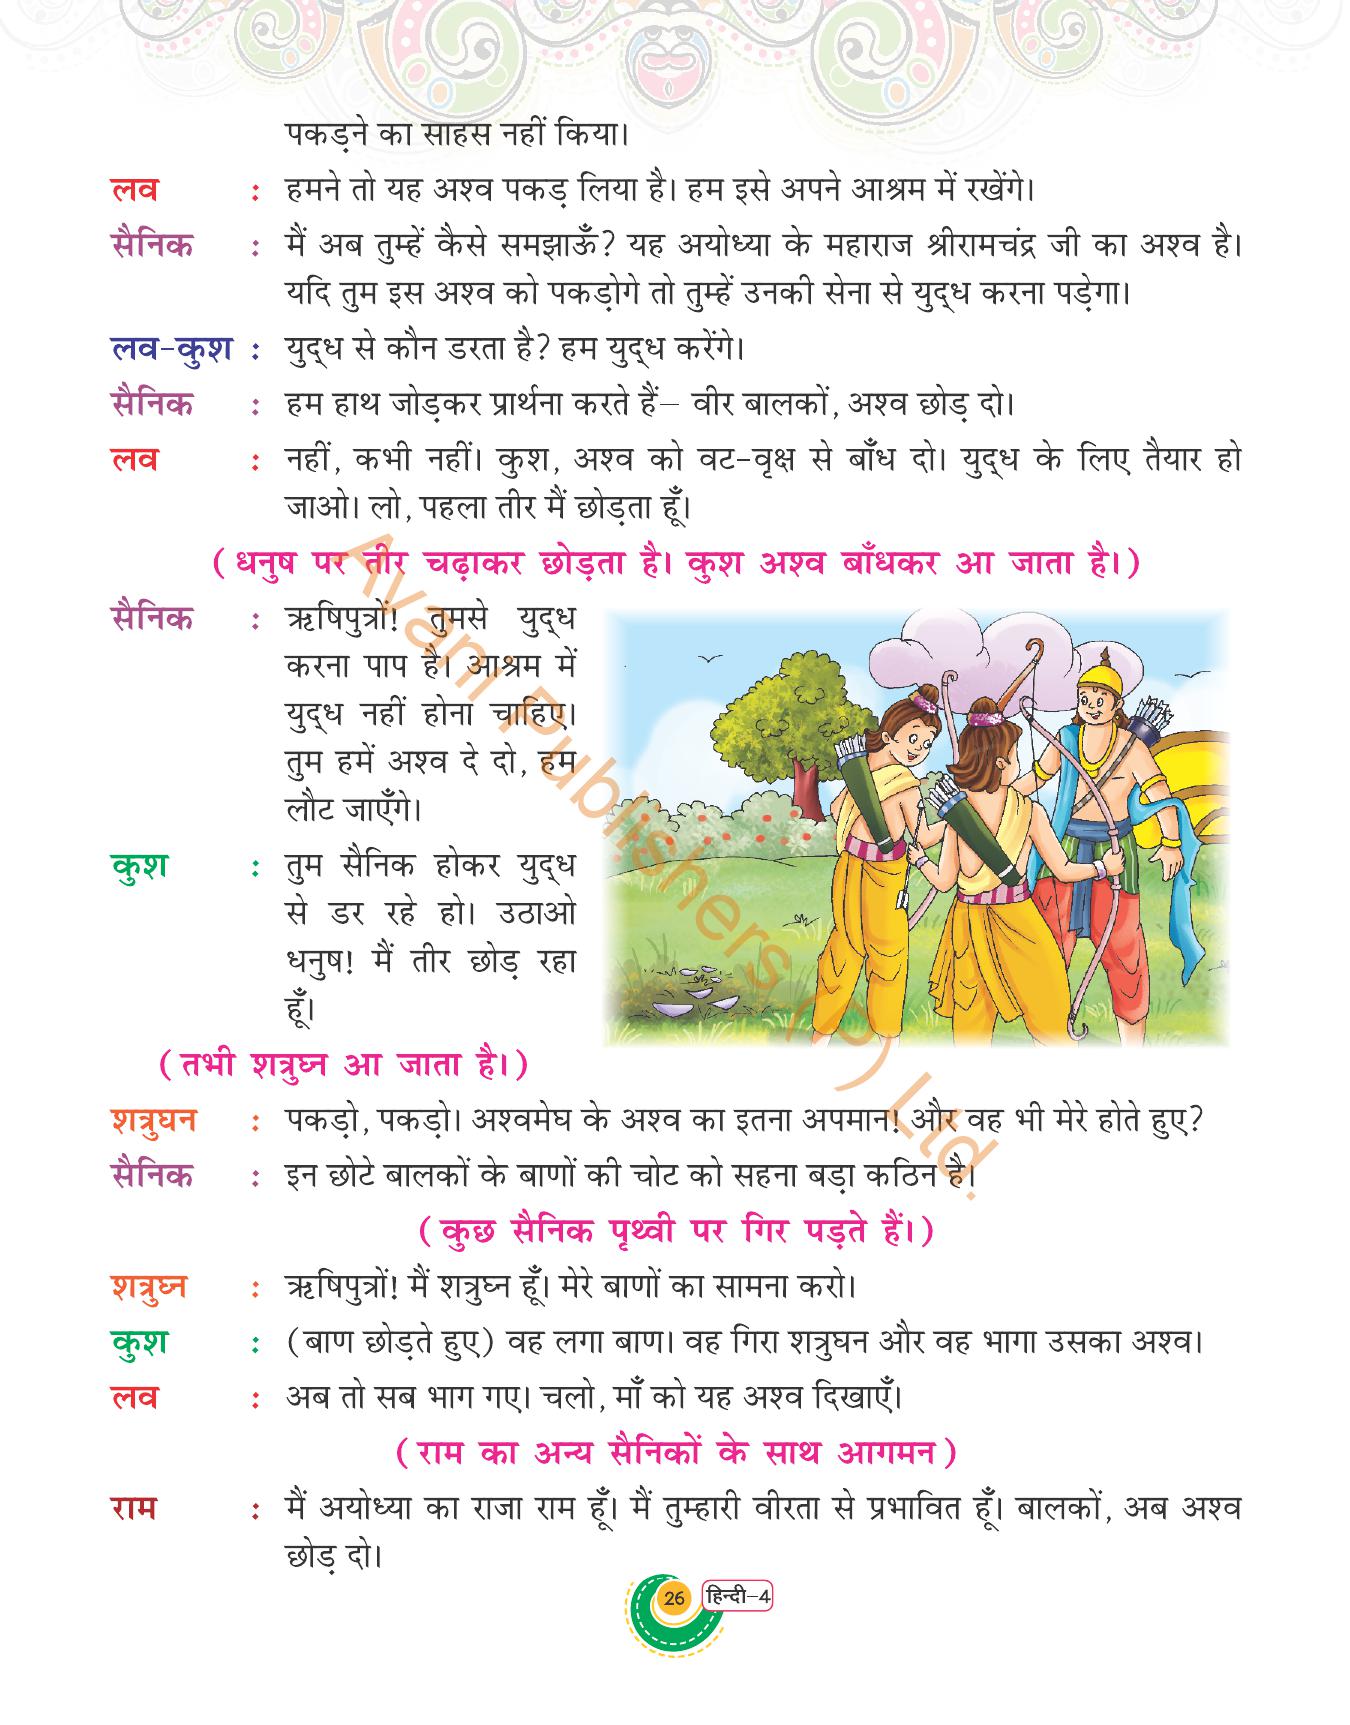 पकड़ने का साहस नहीं किया।
लव : हमने तो यह अश्व पकड़ लिया है। हम इसे अपने आश्रम में रखेंगे।
सैनिक : मैं अब तुम्हें कैसे समझाऊँ? यह अयोध्या के महाराज श्रीरामचंद्र जी का अश्व है।
यदि तुम इस अश्व को पकड़ोगे तो तुम्हें उनकी सेना से युद्ध करना पड़ेगा।
लव-कुश : युद्ध से कौन डरता है? हम युद्ध करेंगे।
सैनिक : हम हाथ जोड़कर प्रार्थना करते हैं– वीर बालकों, अश्व छोड़ दो।
लव : नहीं, कभी नहीं। कुश, अश्व को वट-वृक्ष से बाँध दो। युद्ध के लिए तैयार हो
जाओ। लो, पहला तीर मैं छोड़ता हूँ।
(धनुष पर तीर चढ़ाकर छोड़ता है। कुश अश्व बाँधकर आ जाता है।)
सैनिक : ऋषिपुत्रों! तुमसे युद्ध
करना पाप है। आश्रम में
युद्ध नहीं होना चाहिए।
तुम हमें अश्व दे दो, हम
लौट जाएँगे।
कुश : तुम सैनिक होकर युद्ध
से डर रहे हो। उठाओ
धनुष! मैं तीर छोड़ रहा
हूँ।
(तभी शत्रुघ्न आ जाता है।)
शत्रुघन : पकड़ो, पकड़ो। अश्वमेघ के अश्व का इतना अपमान! और वह भी मेरे होते हुए?
सैनिक : इन छोटे बालकों के बाणों की चोट को सहना बड़ा कठिन है।
(कुछ सैनिक पृथ्वी पर गिर पड़ते हैं।)
शत्रुघ्न : ऋषिपुत्रों! मैं शत्रुघ्न हूँ। मेरे बाणों का सामना करो।
कुश : (बाण छोड़ते हुए) वह लगा बाण। वह गिरा शत्रुघन और वह भागा उसका अश्व।
लव : अब तो सब भाग गए। चलो, माँ को यह अश्व दिखाएँ।
(राम का अन्य सैनिकों के साथ आगमन)
राम : मैं अयोध्या का राजा राम हूँ। मैं तुम्हारी वीरता से प्रभावित हूँ। बालकों, अब अश्व
छोड़ दो।
26 हिन्दी-4
Avani Publishers (P) Ltd.